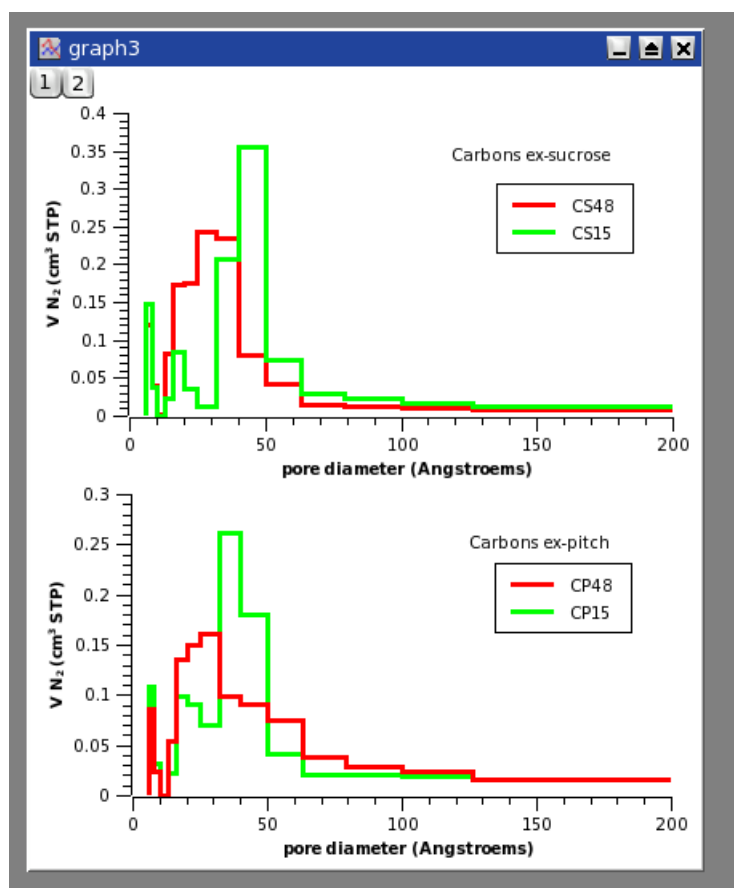 graph3
1 2
0.4
0.35
0.3
0.25
0.2
0.15
0.1
0.05
0
V N₂ (cm³ STP)
Carbons ex-sucrose
CS48
CS15
0 50 100 150 200
pore diameter (Angstroems)
0.3
0.25
0.2
0.15
0.1
0.05
0
V N₂ (cm³ STP)
Carbons ex-pitch
CP48
CP15
0 50 100 150 200
pore diameter (Angstroems)